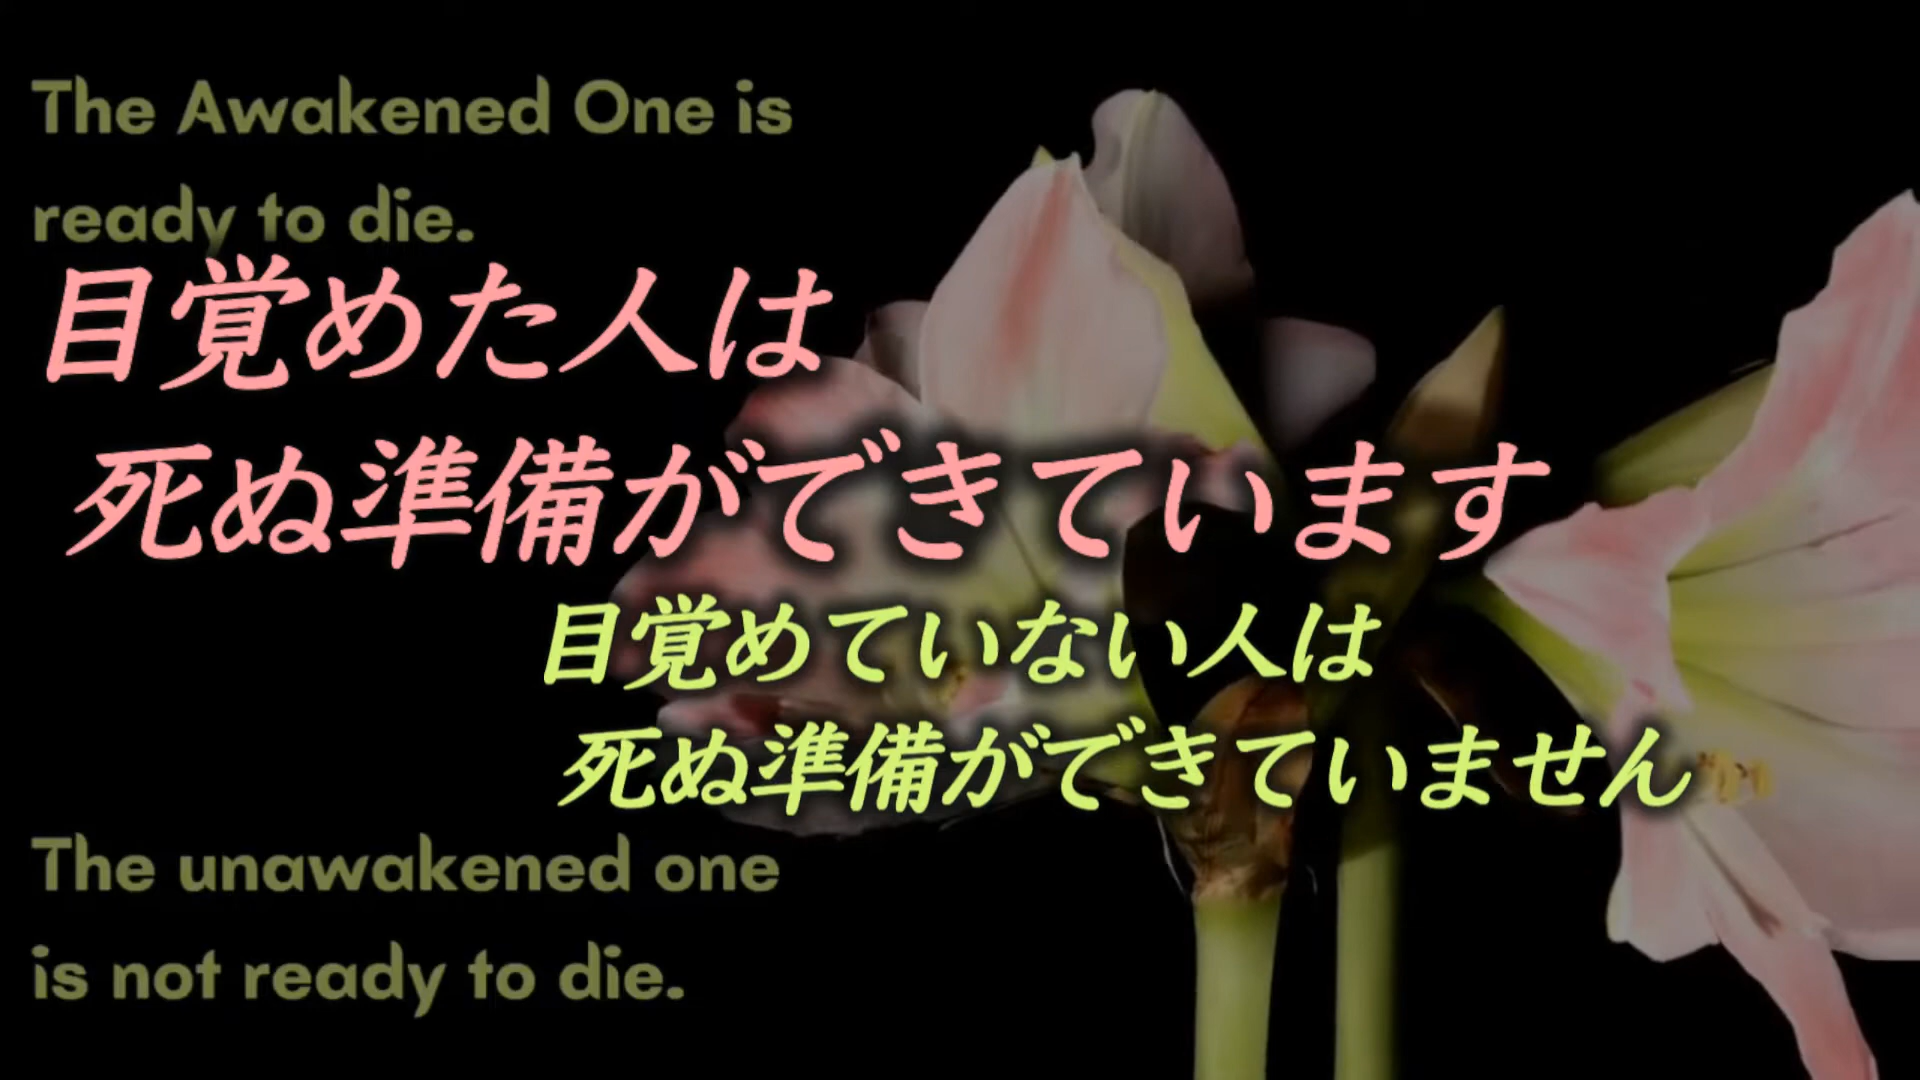 The Awakened One is
ready to die.
目覚めた人は
死ぬ準備ができています
目覚めていない人は
死ぬ準備ができていません
The unawakened one
is not ready to die.